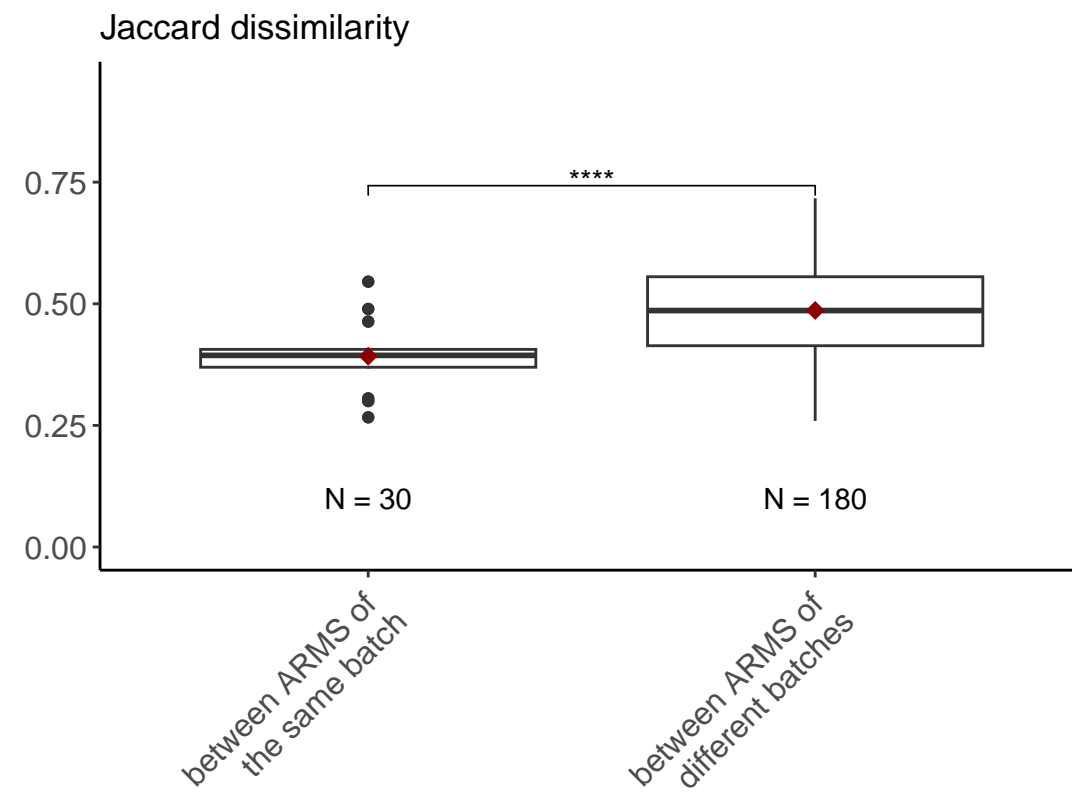 Jaccard dissimilarity
0.75
****
0.50
0.25
N = 30
N = 180
0.00
between ARMS of
the same batch
between ARMS of
different batches